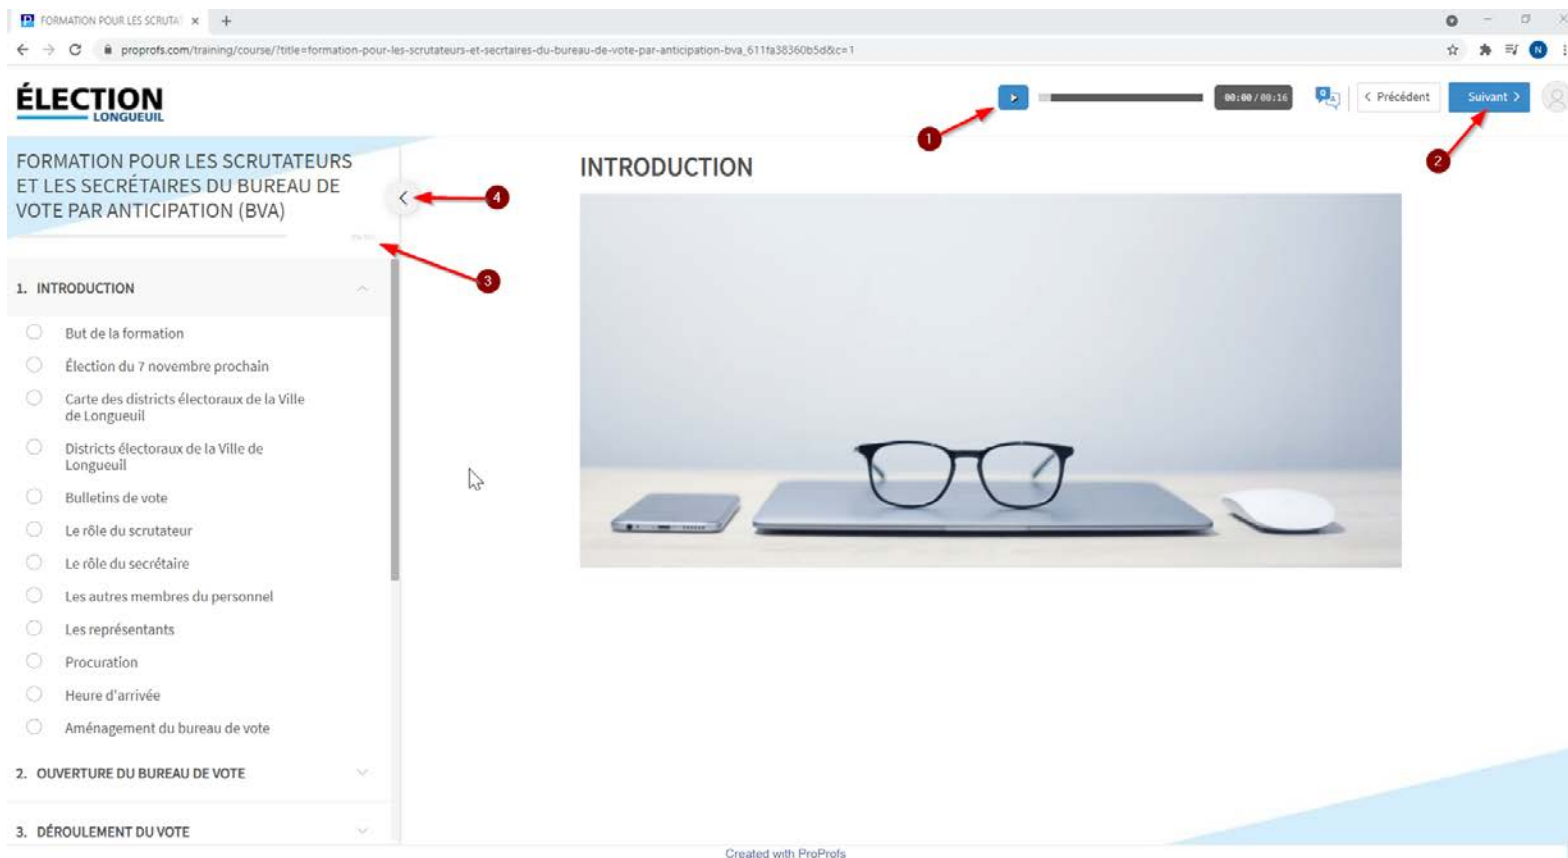 FORMATION POUR LES SCRUTA
proprofs.com/training/course/?title=formation-pour-les-scrutateurs-et-secrtaires-du-bureau-de-vote-par-anticipation-bva_611fa38360b5d&c=1
N
ÉLECTION
LONGUEUIL
00:00 / 00:16
Q A
< Précédent
Suivant >
1
2
FORMATION POUR LES SCRUTATEURS
ET LES SECRÉTAIRES DU BUREAU DE
VOTE PAR ANTICIPATION (BVA)
4
3
INTRODUCTION
1. INTRODUCTION
But de la formation
Élection du 7 novembre prochain
Carte des districts électoraux de la Ville
de Longueuil
Districts électoraux de la Ville de
Longueuil
Bulletins de vote
Le rôle du scrutateur
Le rôle du secrétaire
Les autres membres du personnel
Les représentants
Procuration
Heure d'arrivée
Aménagement du bureau de vote
2. OUVERTURE DU BUREAU DE VOTE
3. DÉROULEMENT DU VOTE
Created with ProProfs